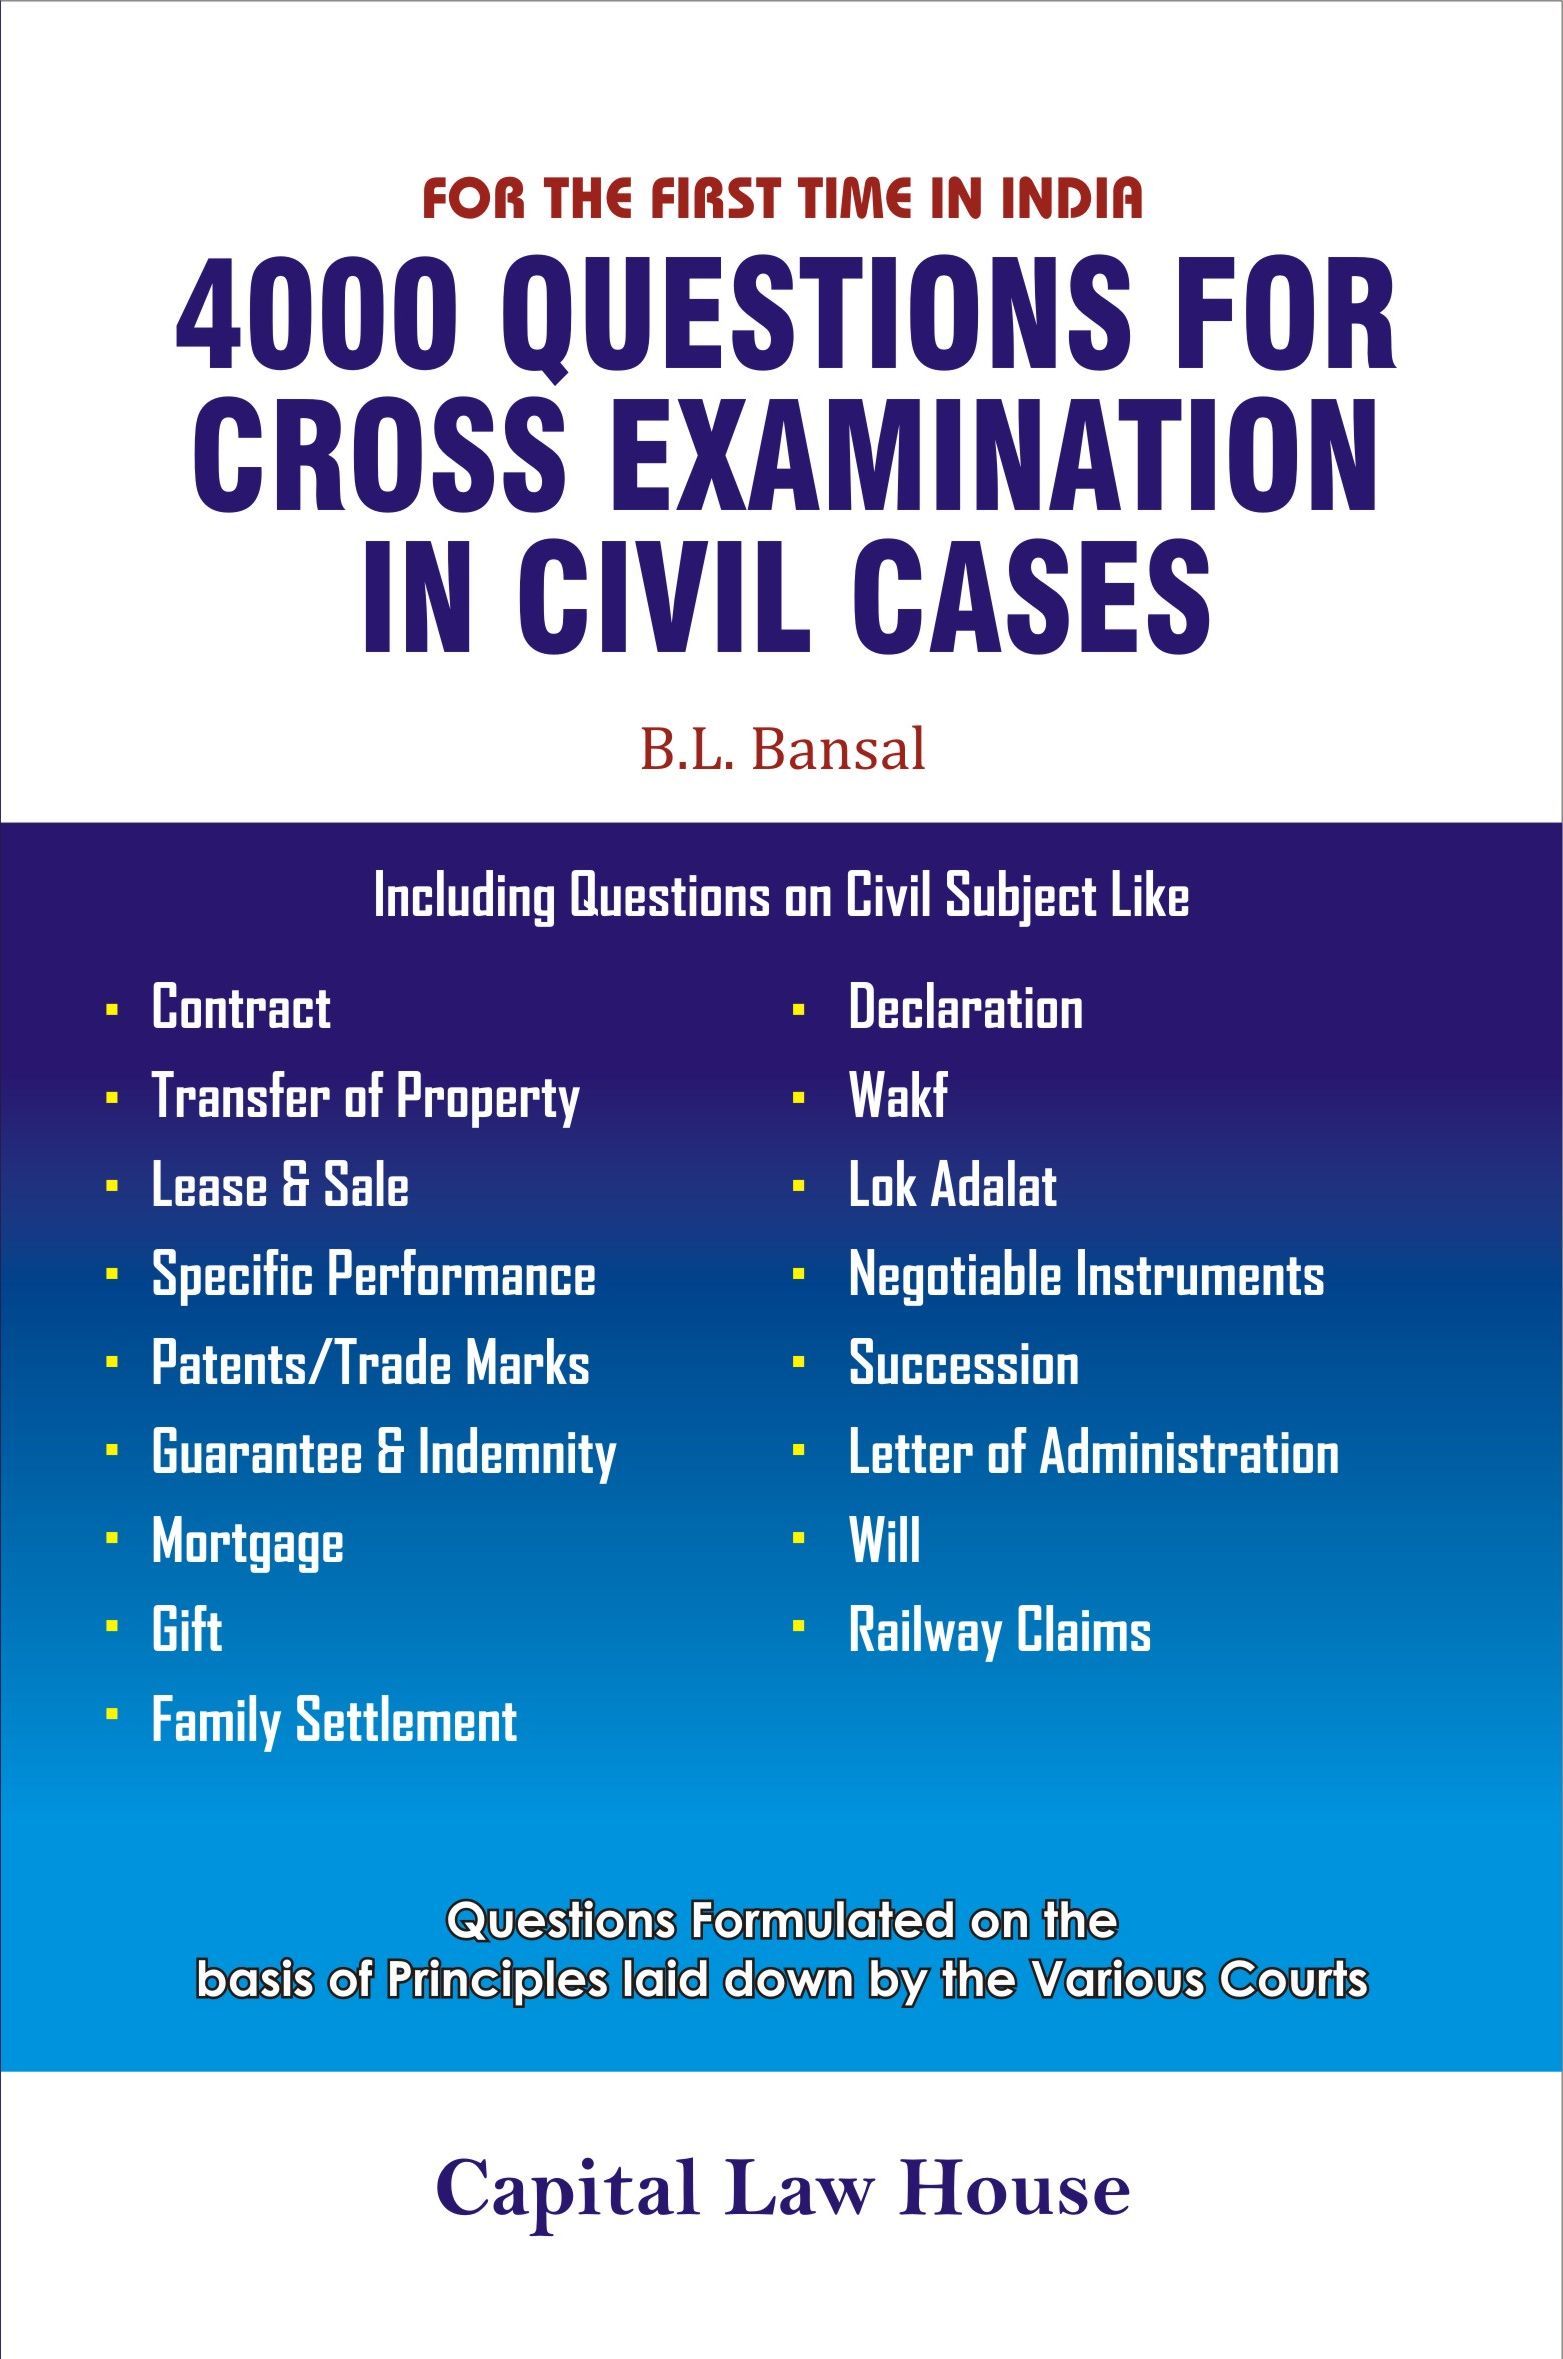 FOR THE FIRST TIME IN INDIA
4000 QUESTIONS FOR
CROSS EXAMINATION
IN CIVIL CASES
B.L. Bansal
Including Questions on Civil Subject Like
Contract
Transfer of Property
Lease & Sale
Specific Performance
Patents/Trade Marks
Guarantee & Indemnity
Mortgage
Gift
Family Settlement
Declaration
Wakf
Lok Adalat
Negotiable Instruments
Succession
Letter of Administration
Will
Railway Claims
Questions Formulated on the
basis of Principles laid down by the Various Courts
Capital Law House